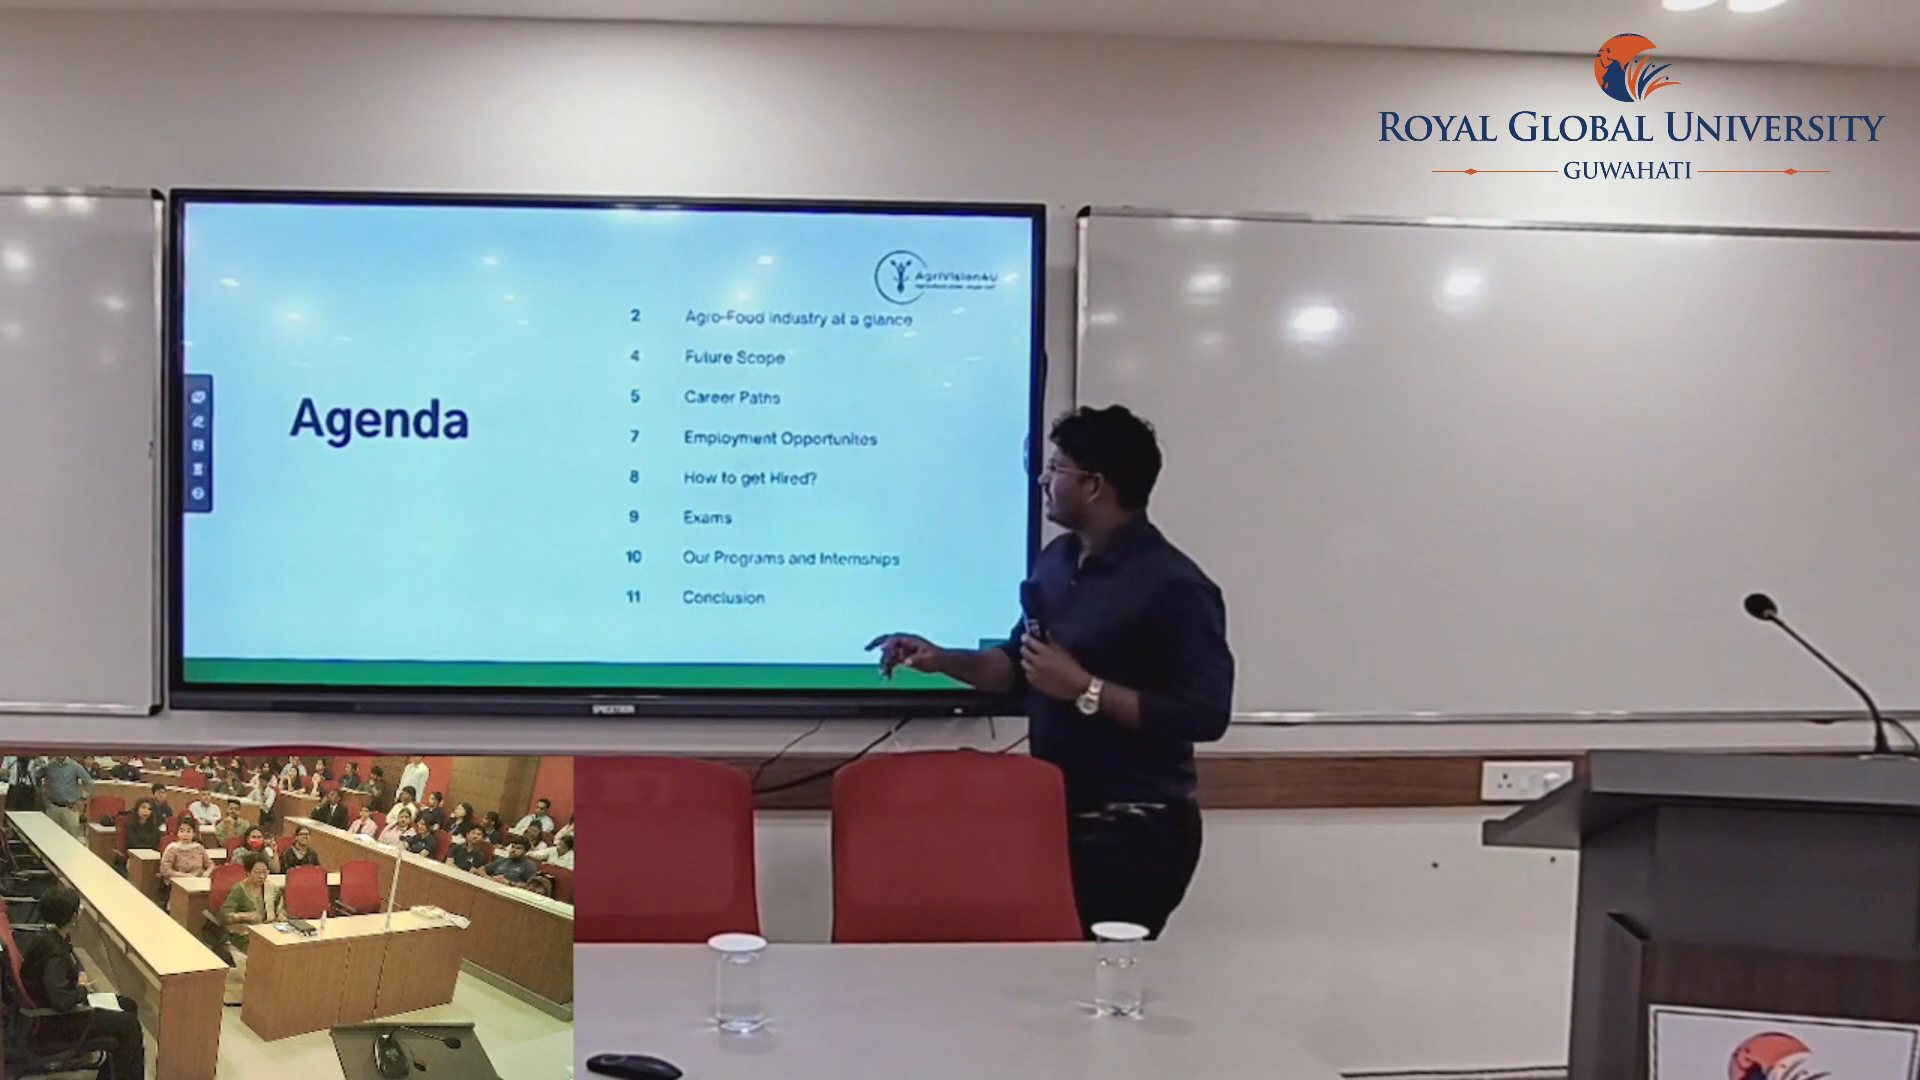 ROYAL GLOBAL UNIVERSITY
GUWAHATI
AgriVision4U
Agenda
2 Agro-Food industry at a glance
4 Future Scope
5 Career Paths
7 Employment Opportunites
8 How to get Hired?
9 Exams
10 Our Programs and Internships
11 Conclusion